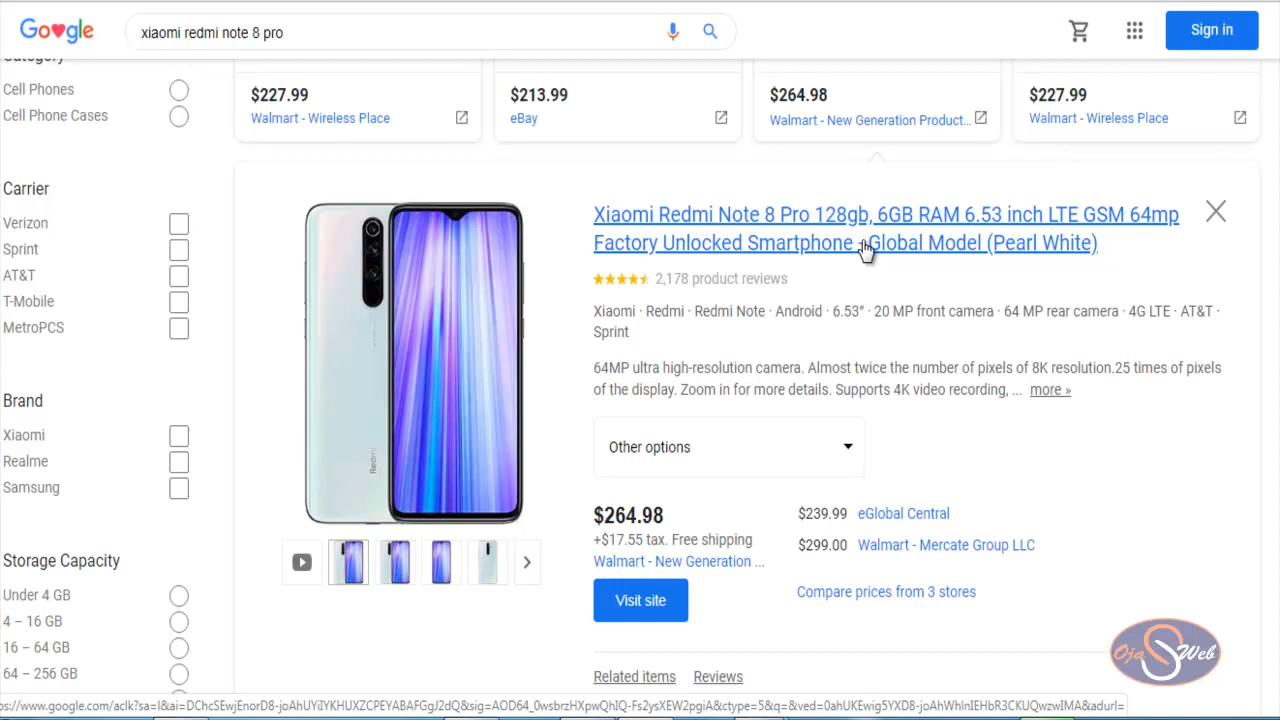 Google
xiaomi redmi note 8 pro
Sign in
Category
Cell Phones
Cell Phone Cases
Carrier
Verizon
Sprint
AT&T
T-Mobile
MetroPCS
Brand
Xiaomi
Realme
Samsung
Storage Capacity
Under 4 GB
4 – 16 GB
16 – 64 GB
64 – 256 GB
$227.99
Walmart - Wireless Place
$213.99
eBay
$264.98
Walmart - New Generation Product...
$227.99
Walmart - Wireless Place
Xiaomi Redmi Note 8 Pro 128gb, 6GB RAM 6.53 inch LTE GSM 64mp
Factory Unlocked Smartphone - Global Model (Pearl White)
2,178 product reviews
Xiaomi · Redmi · Redmi Note · Android · 6.53″ · 20 MP front camera · 64 MP rear camera · 4G LTE · AT&T ·
Sprint
64MP ultra high-resolution camera. Almost twice the number of pixels of 8K resolution.25 times of pixels
of the display. Zoom in for more details. Supports 4K video recording, ... more »
Redmi
Other options
$264.98
+$17.55 tax. Free shipping
Walmart - New Generation ...
Visit site
$239.99 eGlobal Central
$299.00 Walmart - Mercate Group LLC
Compare prices from 3 stores
Related items Reviews
Ojas Web